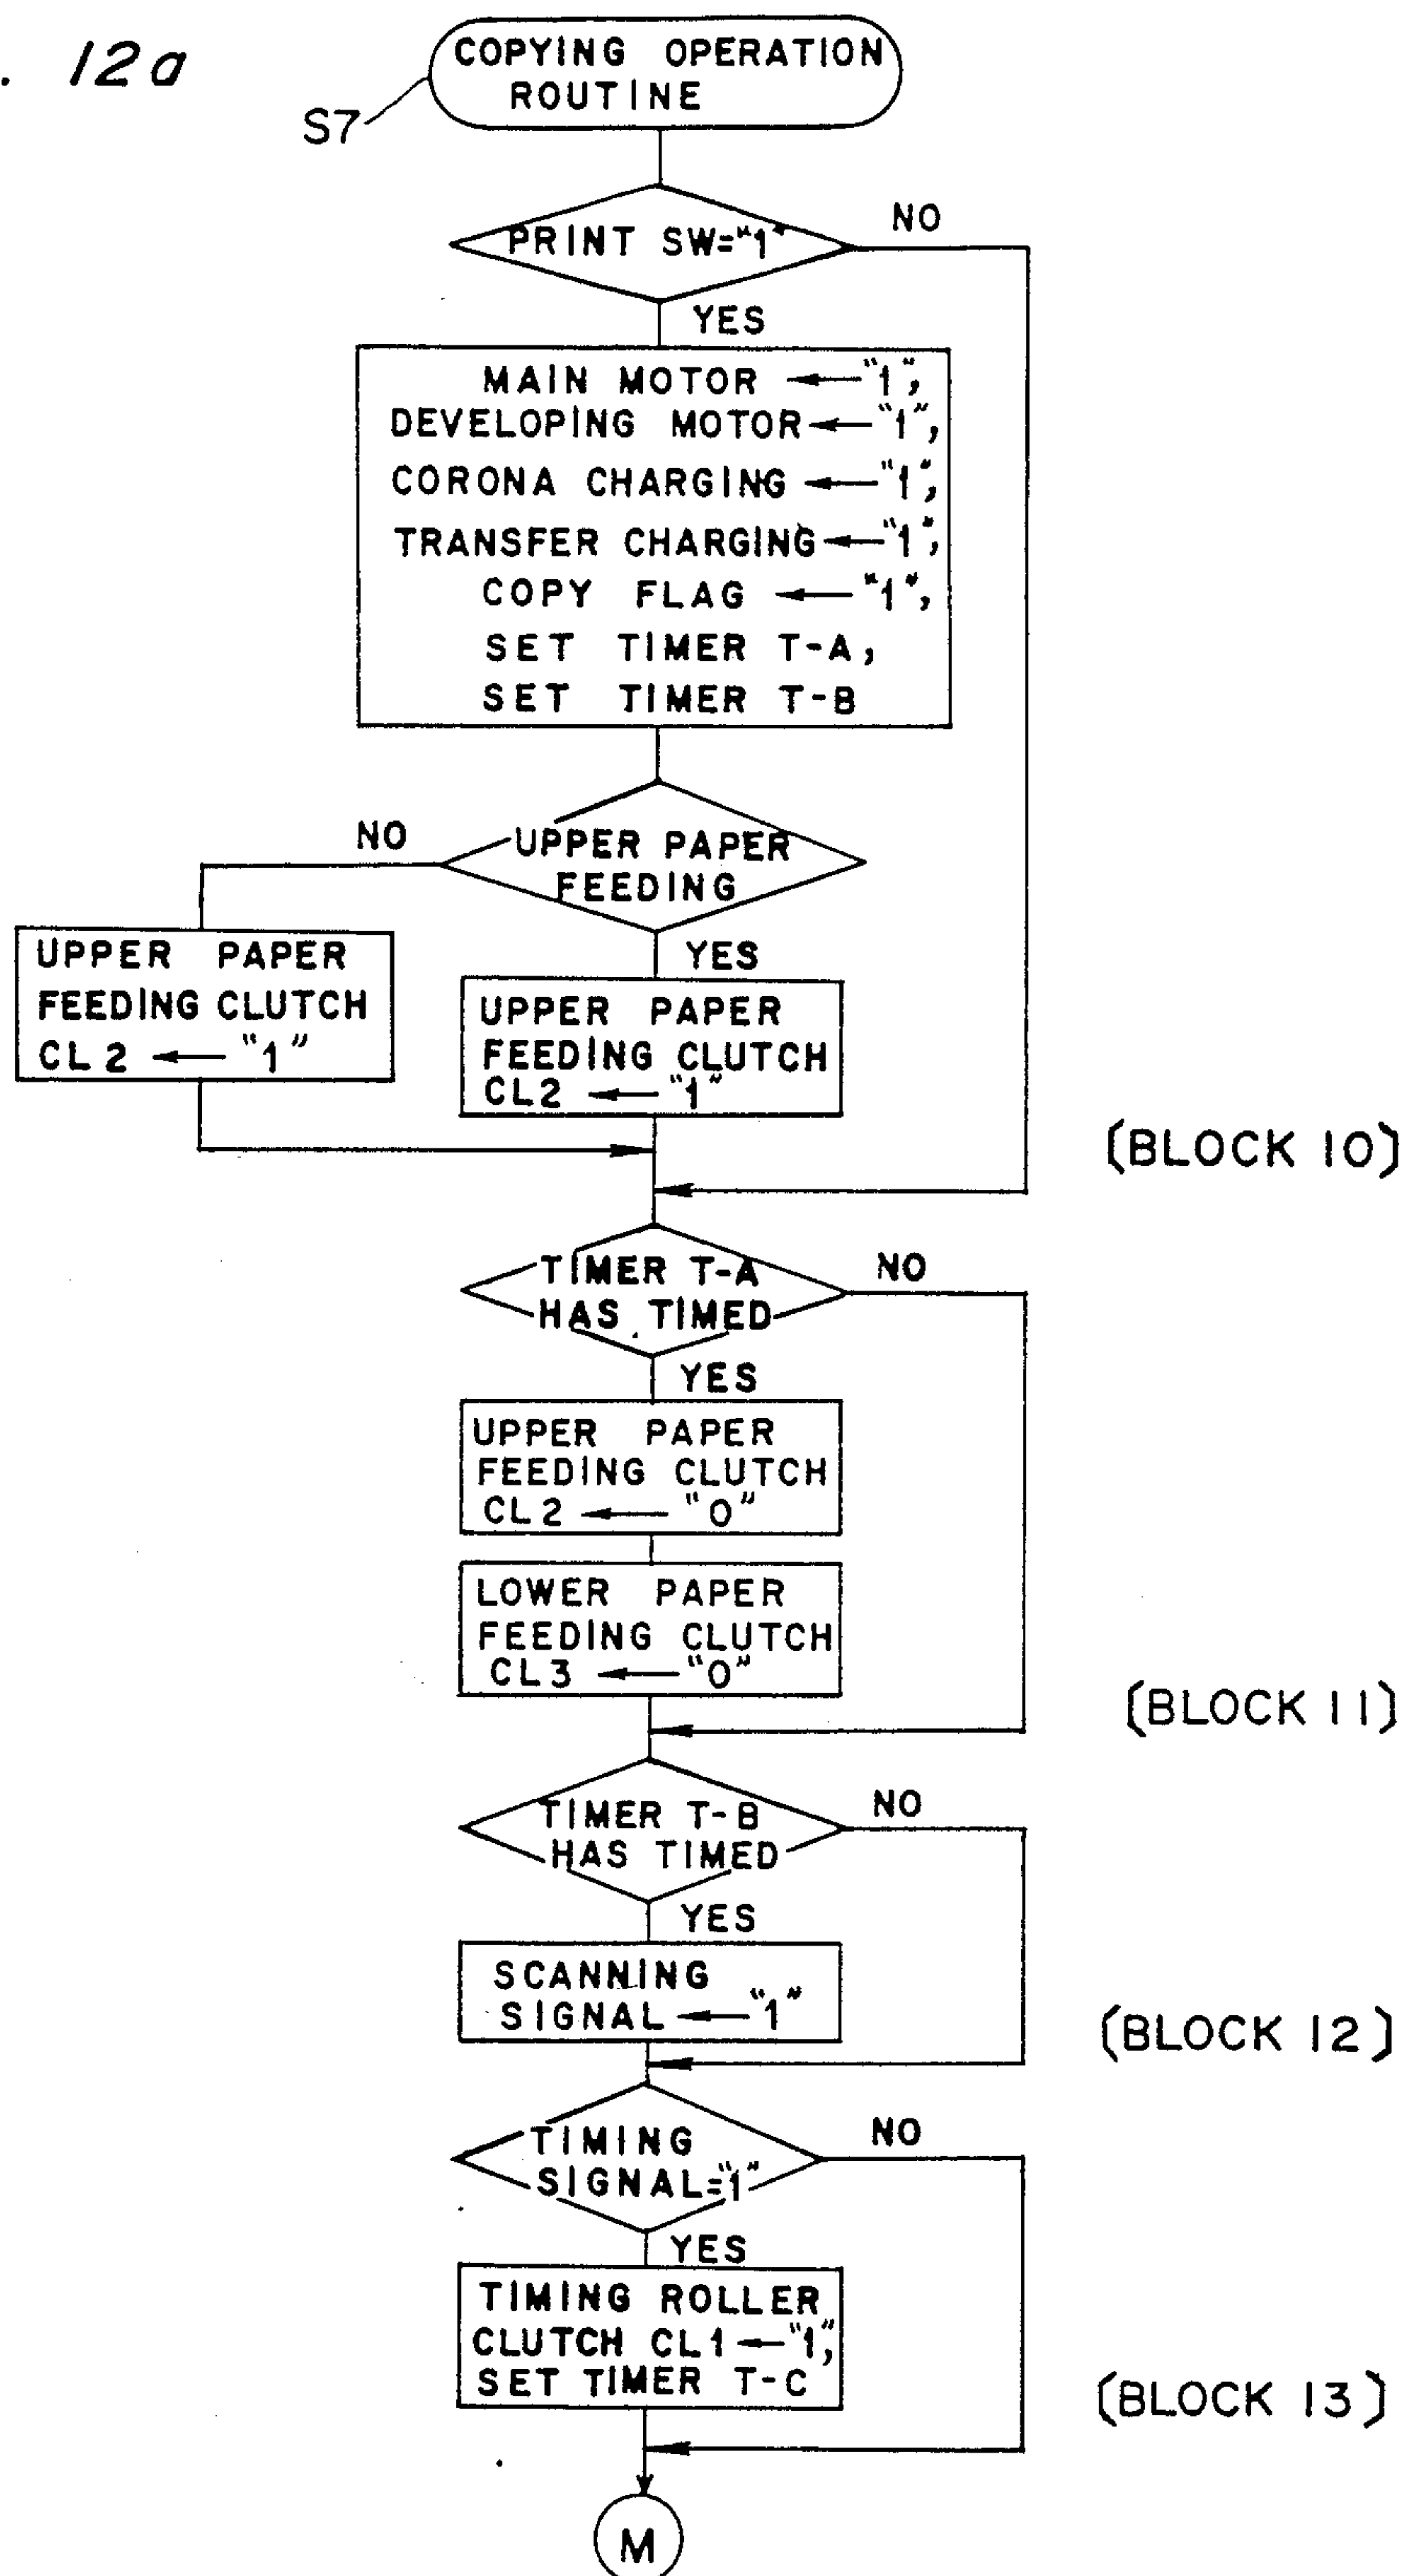 . 12a
COPYING OPERATION
ROUTINE
S7
PRINT SW="1"
NO
YES
MAIN MOTOR ← "1",
DEVELOPING MOTOR ← "1",
CORONA CHARGING ← "1",
TRANSFER CHARGING ← "1",
COPY FLAG ← "1",
SET TIMER T-A,
SET TIMER T-B
NO
UPPER PAPER
FEEDING
YES
UPPER PAPER
FEEDING CLUTCH
CL2 ← "1"
UPPER PAPER
FEEDING CLUTCH
CL2 ← "1"
(BLOCK 10)
TIMER T-A
HAS TIMED
NO
YES
UPPER PAPER
FEEDING CLUTCH
CL2 ← "0"
LOWER PAPER
FEEDING CLUTCH
CL3 ← "0"
(BLOCK 11)
TIMER T-B
HAS TIMED
NO
YES
SCANNING
SIGNAL ← "1"
(BLOCK 12)
TIMING
SIGNAL="1"
NO
YES
TIMING ROLLER
CLUTCH CL1 ← "1",
SET TIMER T-C
(BLOCK 13)
M